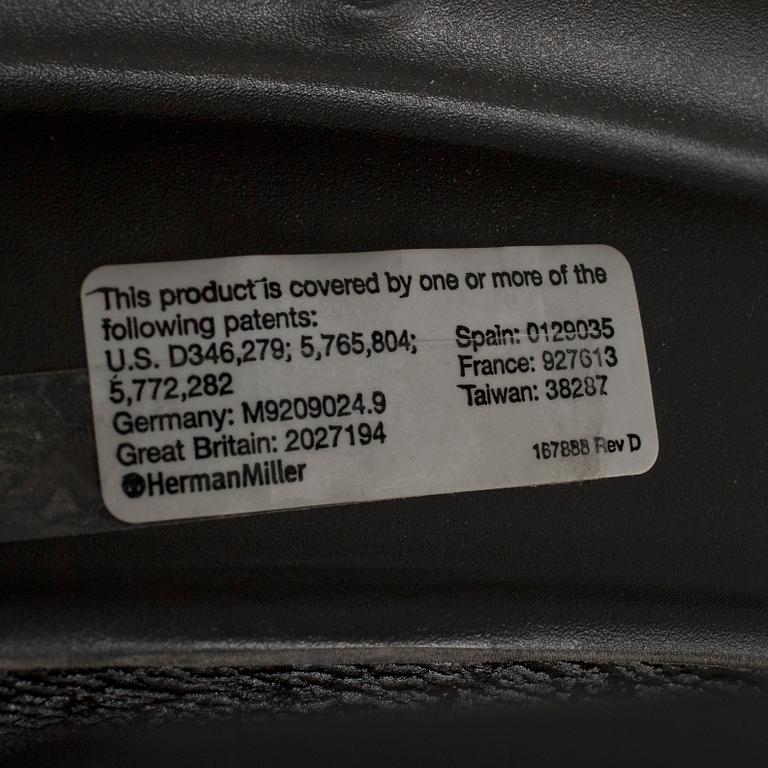 This product is covered by one or more of the
following patents:
U.S. D346,279; 5,765,804;
5,772,282
Germany: M9209024.9
Great Britain: 2027194
HermanMiller
Spain: 0129035
France: 927613
Taiwan: 38287
167888 Rev D